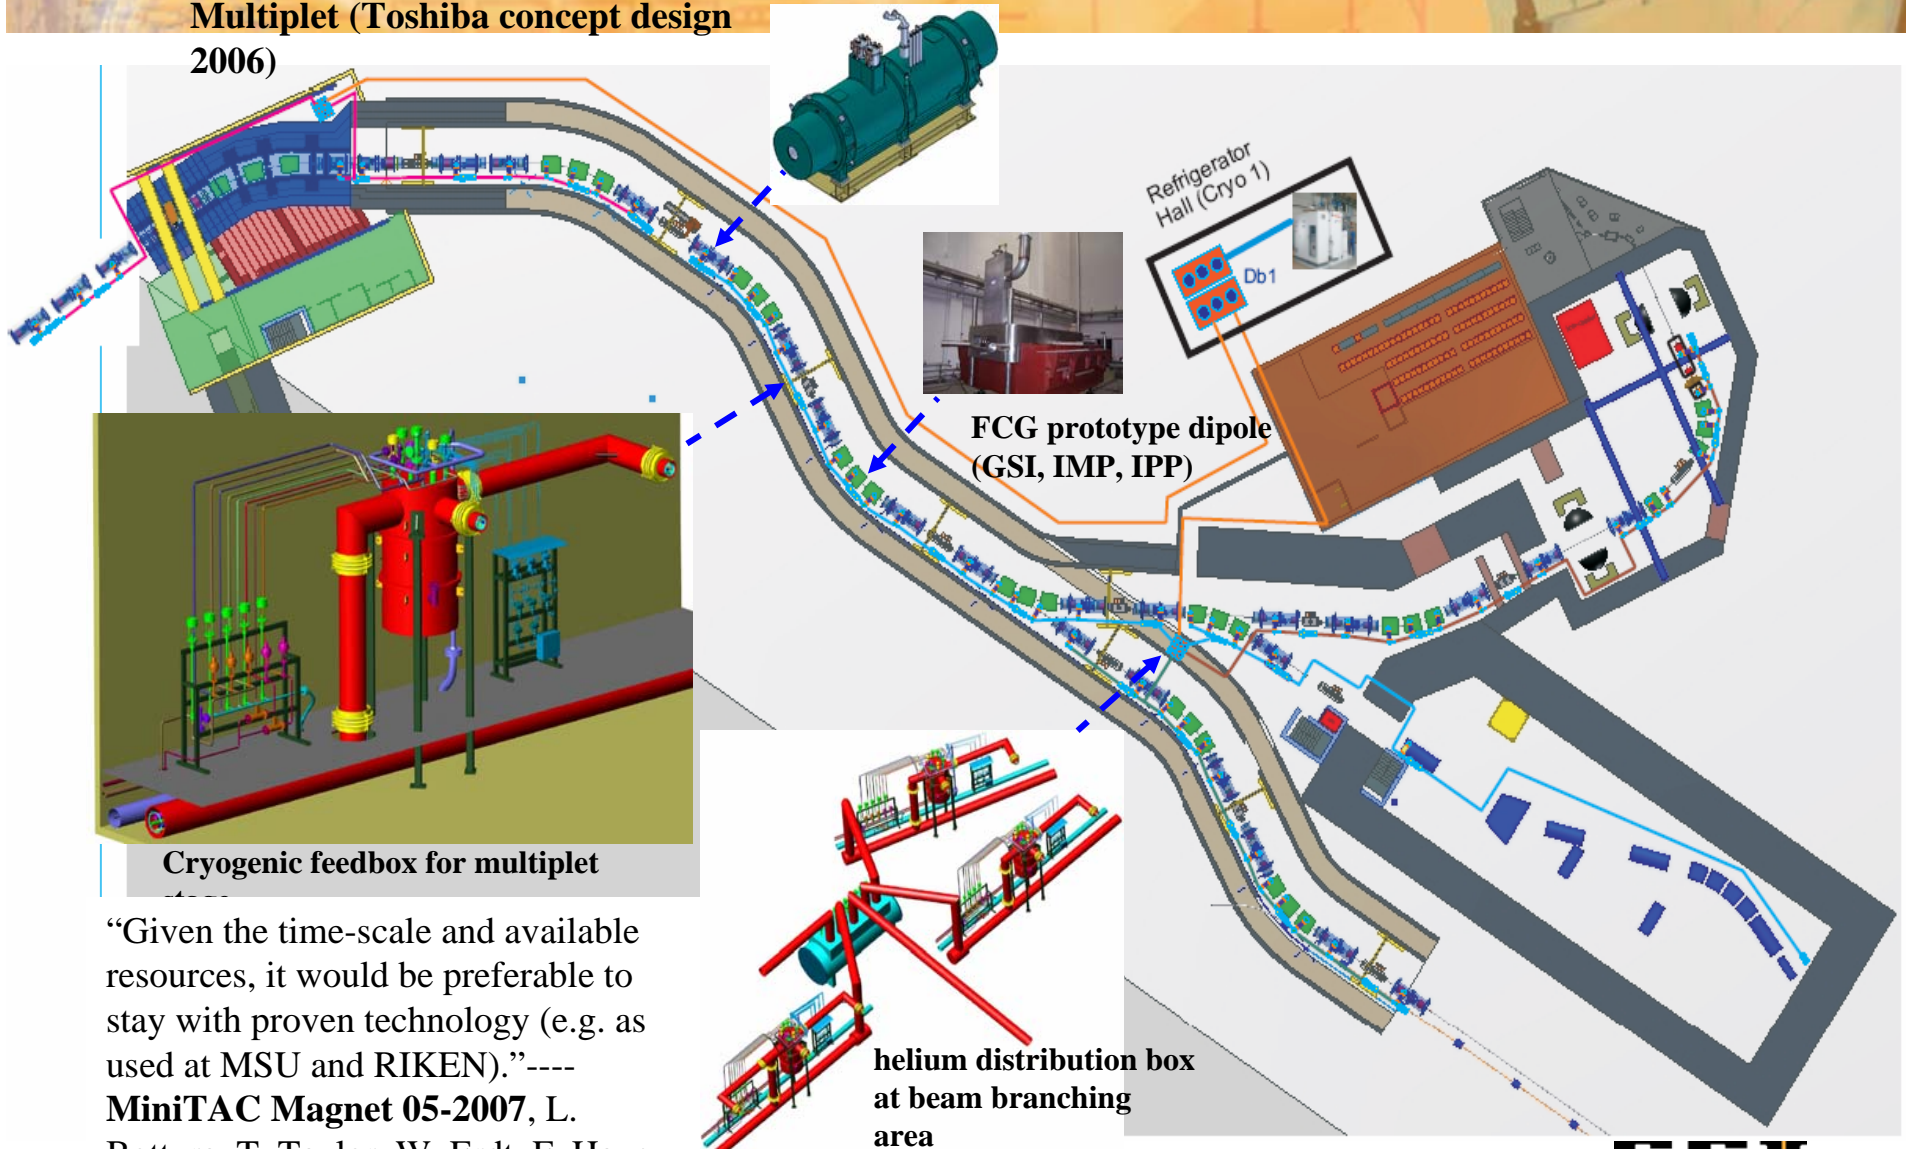 Multiplet (Toshiba concept design
2006)
Refrigerator
Hall (Cryo 1)
Db1
FCG prototype dipole
(GSI, IMP, IPP)
Cryogenic feedbox for multiplet
“Given the time-scale and available
resources, it would be preferable to
stay with proven technology (e.g. as
used at MSU and RIKEN).”----
MiniTAC Magnet 05-2007, L.
helium distribution box
at beam branching
area